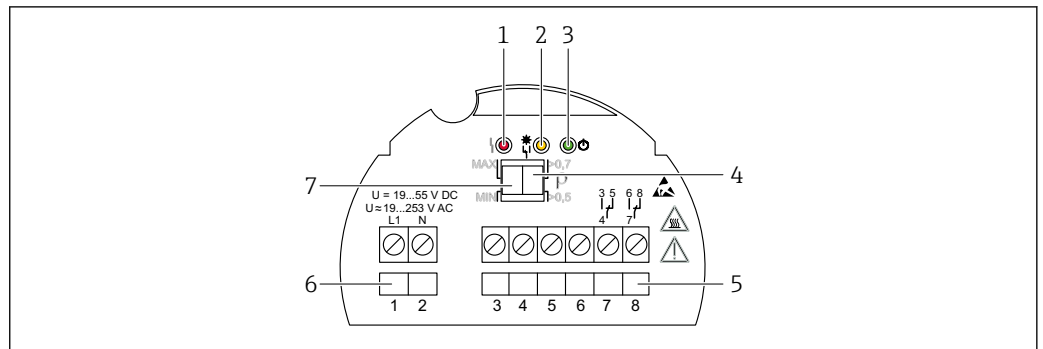 1 2 3
MAX >0,7
7 ρ 4
MIN >0,5
U = 19...55 V DC
U ≈ 19...253 V AC
L1 N
3 5 6 8
4 7
6 5
1 2 3 4 5 6 7 8